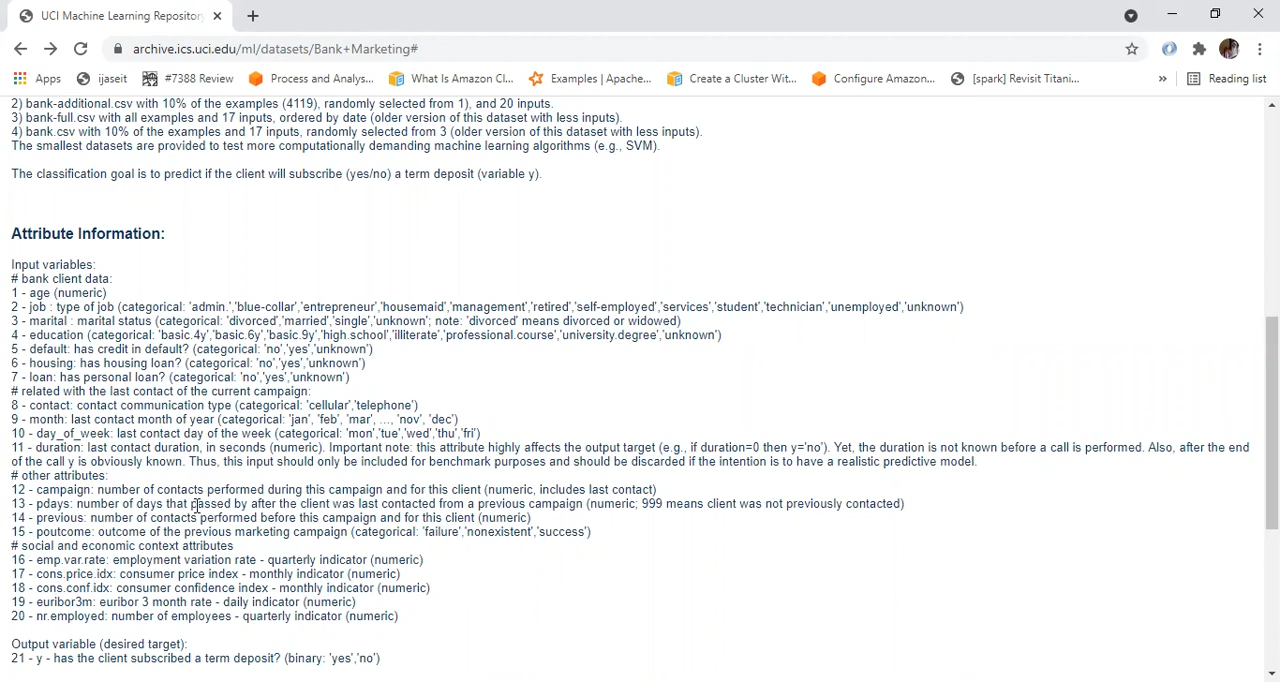 UCI Machine Learning Repository
archive.ics.uci.edu/ml/datasets/Bank+Marketing#
Apps ijaseit #7388 Review Process and Analys... What Is Amazon Cl... Examples | Apache... Create a Cluster Wit... Configure Amazon... [spark] Revisit Titani... » Reading list
2) bank-additional.csv with 10% of the examples (4119), randomly selected from 1), and 20 inputs.
3) bank-full.csv with all examples and 17 inputs, ordered by date (older version of this dataset with less inputs).
4) bank.csv with 10% of the examples and 17 inputs, randomly selected from 3 (older version of this dataset with less inputs).
The smallest datasets are provided to test more computationally demanding machine learning algorithms (e.g., SVM).
The classification goal is to predict if the client will subscribe (yes/no) a term deposit (variable y).
Attribute Information:
Input variables:
# bank client data:
1 - age (numeric)
2 - job : type of job (categorical: 'admin.','blue-collar','entrepreneur','housemaid','management','retired','self-employed','services','student','technician','unemployed','unknown')
3 - marital : marital status (categorical: 'divorced','married','single','unknown'; note: 'divorced' means divorced or widowed)
4 - education (categorical: 'basic.4y','basic.6y','basic.9y','high.school','illiterate','professional.course','university.degree','unknown')
5 - default: has credit in default? (categorical: 'no','yes','unknown')
6 - housing: has housing loan? (categorical: 'no','yes','unknown')
7 - loan: has personal loan? (categorical: 'no','yes','unknown')
# related with the last contact of the current campaign:
8 - contact: contact communication type (categorical: 'cellular','telephone')
9 - month: last contact month of year (categorical: 'jan', 'feb', 'mar', ..., 'nov', 'dec')
10 - day_of_week: last contact day of the week (categorical: 'mon','tue','wed','thu','fri')
11 - duration: last contact duration, in seconds (numeric). Important note: this attribute highly affects the output target (e.g., if duration=0 then y='no'). Yet, the duration is not known before a call is performed. Also, after the end
of the call y is obviously known. Thus, this input should only be included for benchmark purposes and should be discarded if the intention is to have a realistic predictive model.
# other attributes:
12 - campaign: number of contacts performed during this campaign and for this client (numeric, includes last contact)
13 - pdays: number of days that passed by after the client was last contacted from a previous campaign (numeric; 999 means client was not previously contacted)
14 - previous: number of contacts performed before this campaign and for this client (numeric)
15 - poutcome: outcome of the previous marketing campaign (categorical: 'failure','nonexistent','success')
# social and economic context attributes
16 - emp.var.rate: employment variation rate - quarterly indicator (numeric)
17 - cons.price.idx: consumer price index - monthly indicator (numeric)
18 - cons.conf.idx: consumer confidence index - monthly indicator (numeric)
19 - euribor3m: euribor 3 month rate - daily indicator (numeric)
20 - nr.employed: number of employees - quarterly indicator (numeric)
Output variable (desired target):
21 - y - has the client subscribed a term deposit? (binary: 'yes','no')